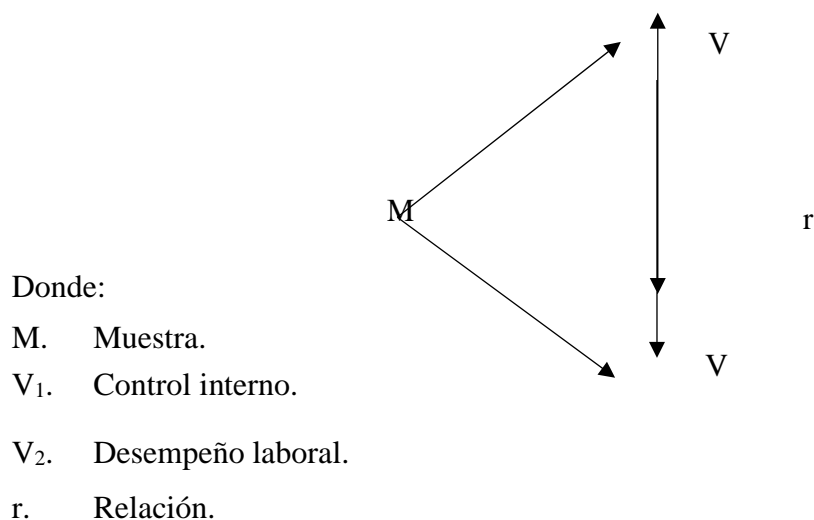 V
M
r
Donde:
M. Muestra.
V
V₁. Control interno.
V₂. Desempeño laboral.
r. Relación.